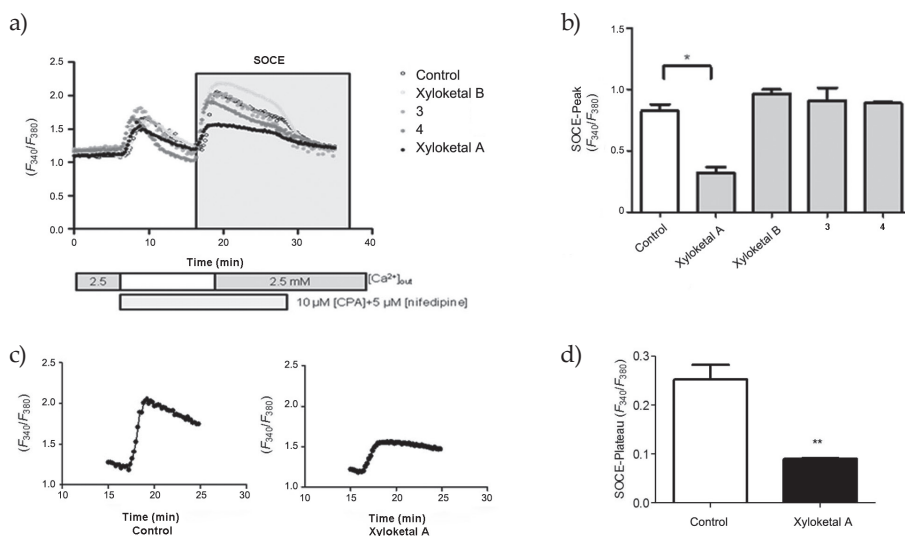 a)
SOCE
(F340/F380)
2.5
2.0
1.5
1.0
0.5
0.0
0
10
20
30
40
Time (min)
Control
Xyloketal B
3
4
Xyloketal A
2.5
2.5 mM
[Ca²⁺]out
10 µM [CPA]+5 µM [nifedipine]
b)
SOCE-Peak
(F340/F380)
1.5
1.0
0.5
0
*
Control
Xyloketal A
Xyloketal B
3
4
c)
(F340/F380)
2.5
2.0
1.5
1.0
10
15
20
25
30
Time (min)
Control
(F340/F380)
2.5
2.0
1.5
1.0
10
15
20
25
30
Time (min)
Xyloketal A
d)
SOCE-Plateau (F340/F380)
0.3
0.2
0.1
0.0
**
Control
Xyloketal A